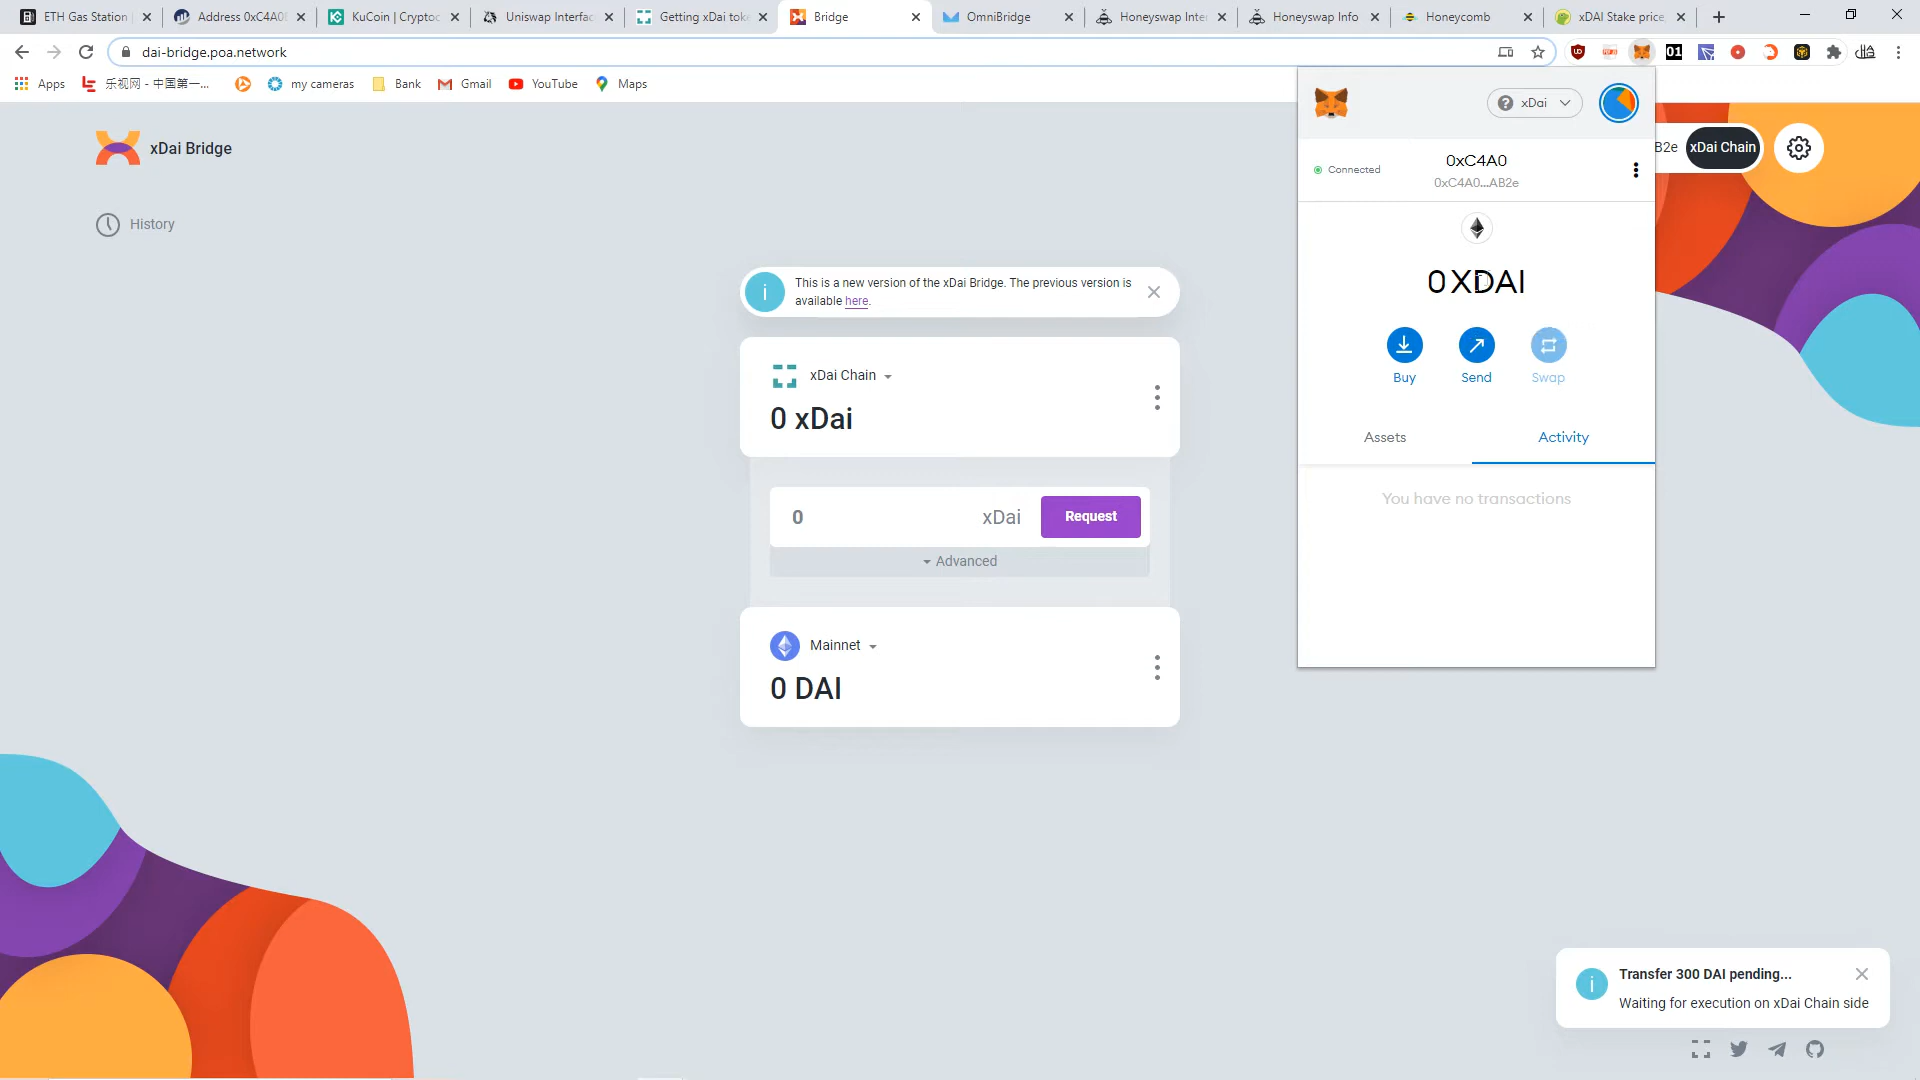 ETH Gas Station
Address 0xC4A0
KuCoin | Cryptoc
Uniswap Interfac
Getting xDai tok
Bridge
OmniBridge
Honeyswap Inter
Honeyswap Info
Honeycomb
xDAI Stake price,
dai-bridge.poa.network
01
Apps
乐视网 - 中国第一...
my cameras
Bank
Gmail
YouTube
Maps
xDai Bridge
History
B2e
xDai Chain
This is a new version of the xDai Bridge. The previous version is
available here.
xDai Chain
0 xDai
0
xDai
Request
Advanced
Mainnet
0 DAI
xDai
Connected
0xC4A0
0xC4A0...AB2e
0 XDAI
Buy
Send
Swap
Assets
Activity
You have no transactions
Transfer 300 DAI pending...
Waiting for execution on xDai Chain side